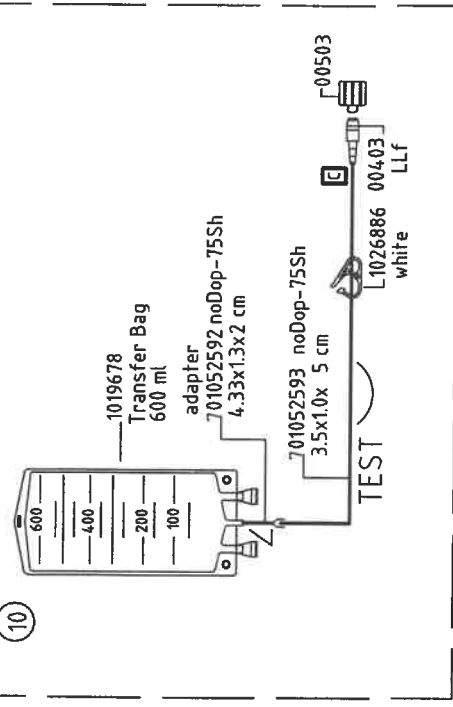 10
1019678
Transfer Bag
600 ml
600
400
200
100
adapter
701052592 noDop-75Sh
4.33x1.3x2 cm
701052593 noDop-75Sh
3.5x1.0x 5 cm
TEST
1026886
white
C
00403
LLf
00503